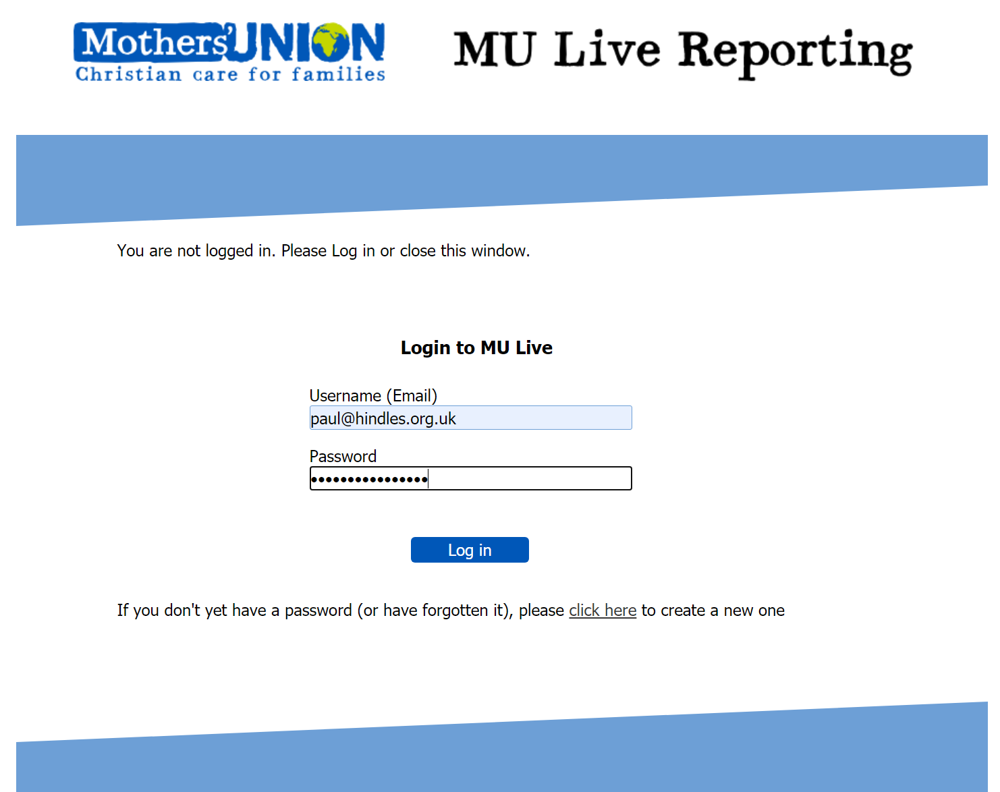 Mothers' UNION
Christian care for families
MU Live Reporting
You are not logged in. Please Log in or close this window.
Login to MU Live
Username (Email)
paul@hindles.org.uk
Password
••••••••••••••••
Log in
If you don't yet have a password (or have forgotten it), please click here to create a new one